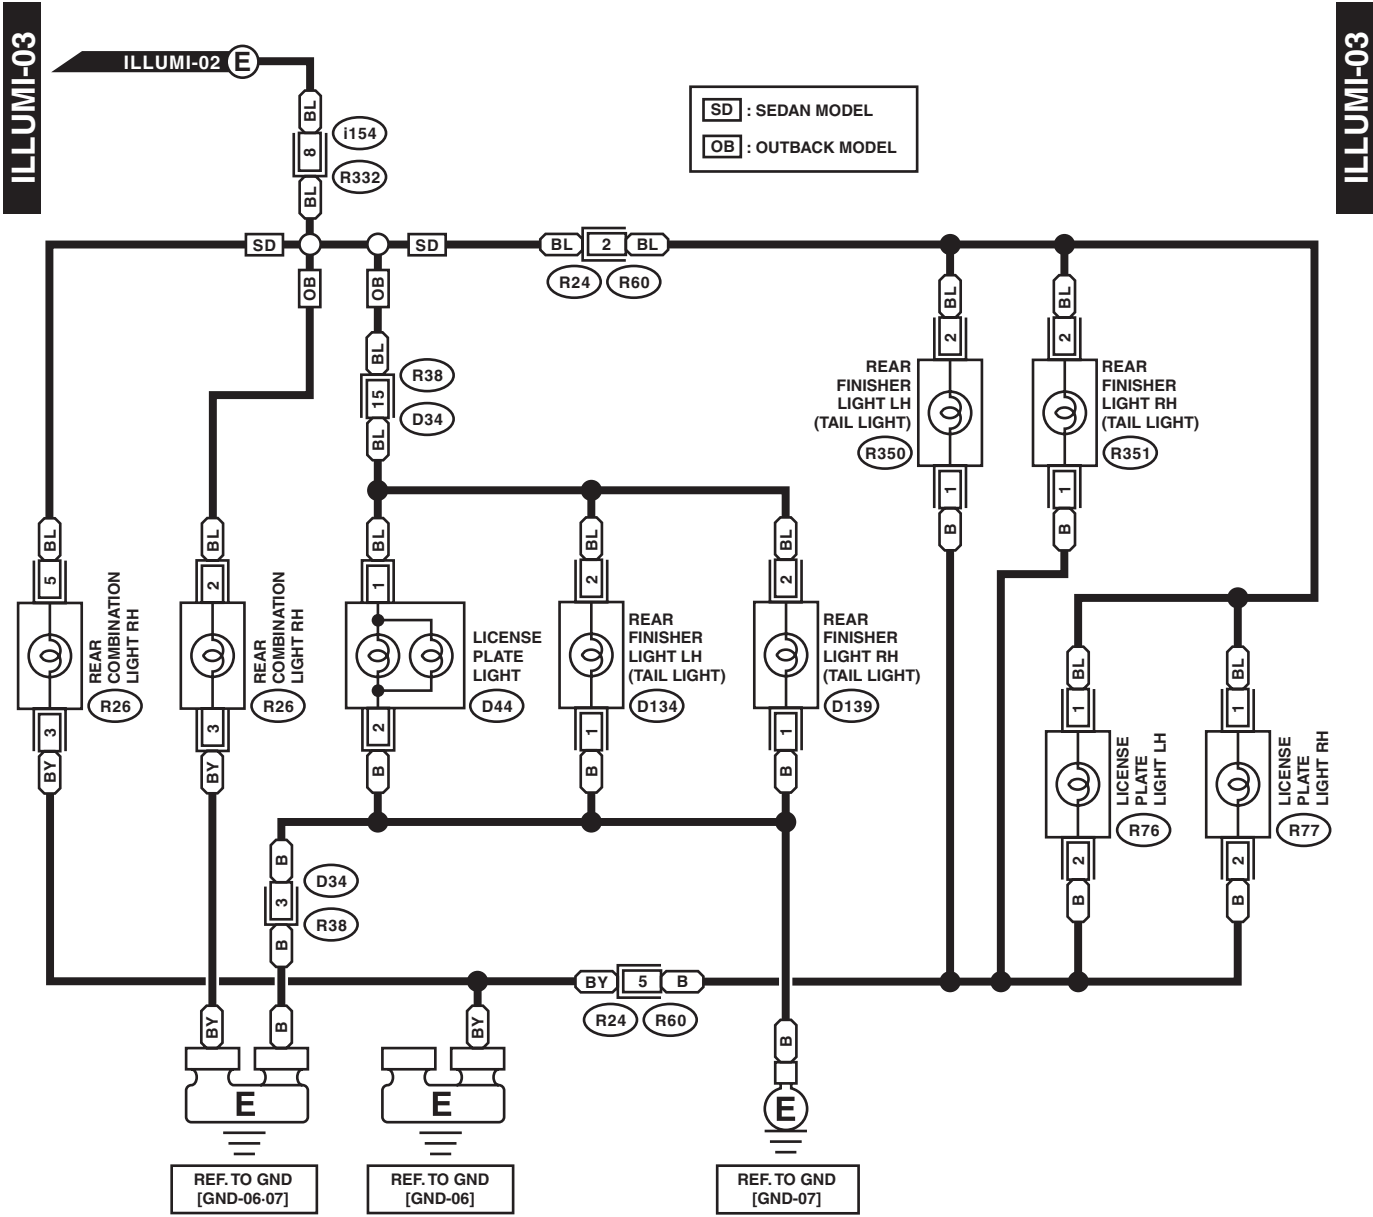 ILLUMI-03
ILLUMI-03
ILLUMI-02 E
BL
8
BL
i154
R332
SD : SEDAN MODEL
OB : OUTBACK MODEL
SD
SD
BL 2 BL
R24 R60
OB
OB
BL
15
BL
R38
D34
BL
2
REAR
FINISHER
LIGHT LH
(TAIL LIGHT)
R350
1
B
BL
2
REAR
FINISHER
LIGHT RH
(TAIL LIGHT)
R351
1
B
BL
5
REAR
COMBINATION
LIGHT RH
R26
3
BY
BL
2
REAR
COMBINATION
LIGHT RH
R26
3
BY
BL
1
LICENSE
PLATE
LIGHT
D44
2
B
BL
2
REAR
FINISHER
LIGHT LH
(TAIL LIGHT)
D134
1
B
BL
2
REAR
FINISHER
LIGHT RH
(TAIL LIGHT)
D139
1
B
BL
1
LICENSE
PLATE
LIGHT LH
R76
2
B
BL
1
LICENSE
PLATE
LIGHT RH
R77
2
B
B
3
B
D34
R38
BY 5 B
R24 R60
BY
B
E
REF. TO GND
[GND-06·07]
BY
E
REF. TO GND
[GND-06]
B
E
REF. TO GND
[GND-07]